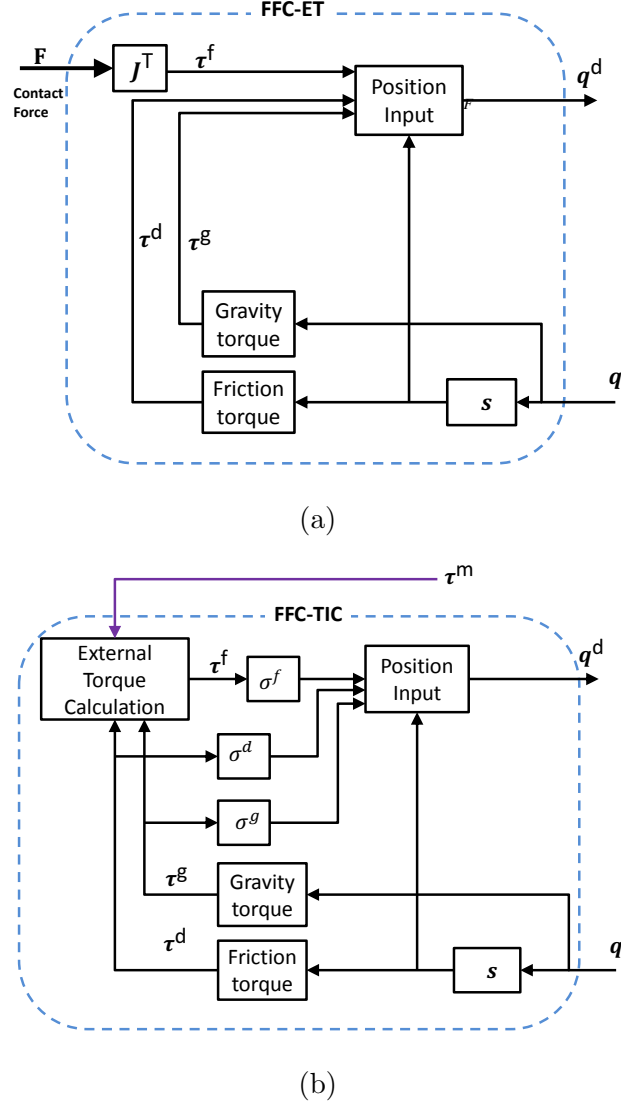 FFC-ET
F
Contact
Force
J^T
τ^f
Position
Input
F
q^d
τ^d
τ^g
Gravity
torque
Friction
torque
s
q
(a)
τ^m
FFC-TIC
External
Torque
Calculation
τ^f
σ^f
Position
Input
q^d
σ^d
σ^g
τ^g
Gravity
torque
τ^d
Friction
torque
s
q
(b)